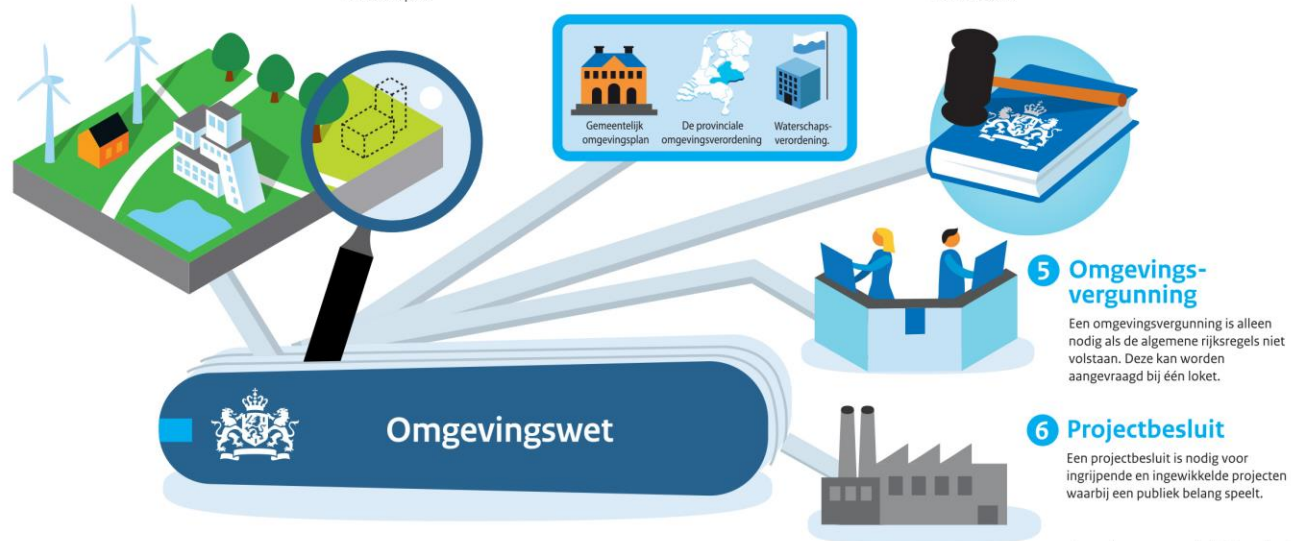 Gemeentelijk
omgevingsplan
De provinciale
omgevingsverordening
Waterschaps-
verordening.
5 Omgevings-
vergunning
Een omgevingsvergunning is alleen
nodig als de algemene rijksregels niet
volstaan. Deze kan worden
aangevraagd bij één loket.
Omgevingswet
6 Projectbesluit
Een projectbesluit is nodig voor
ingrijpende en ingewikkelde projecten
waarbij een publiek belang speelt.